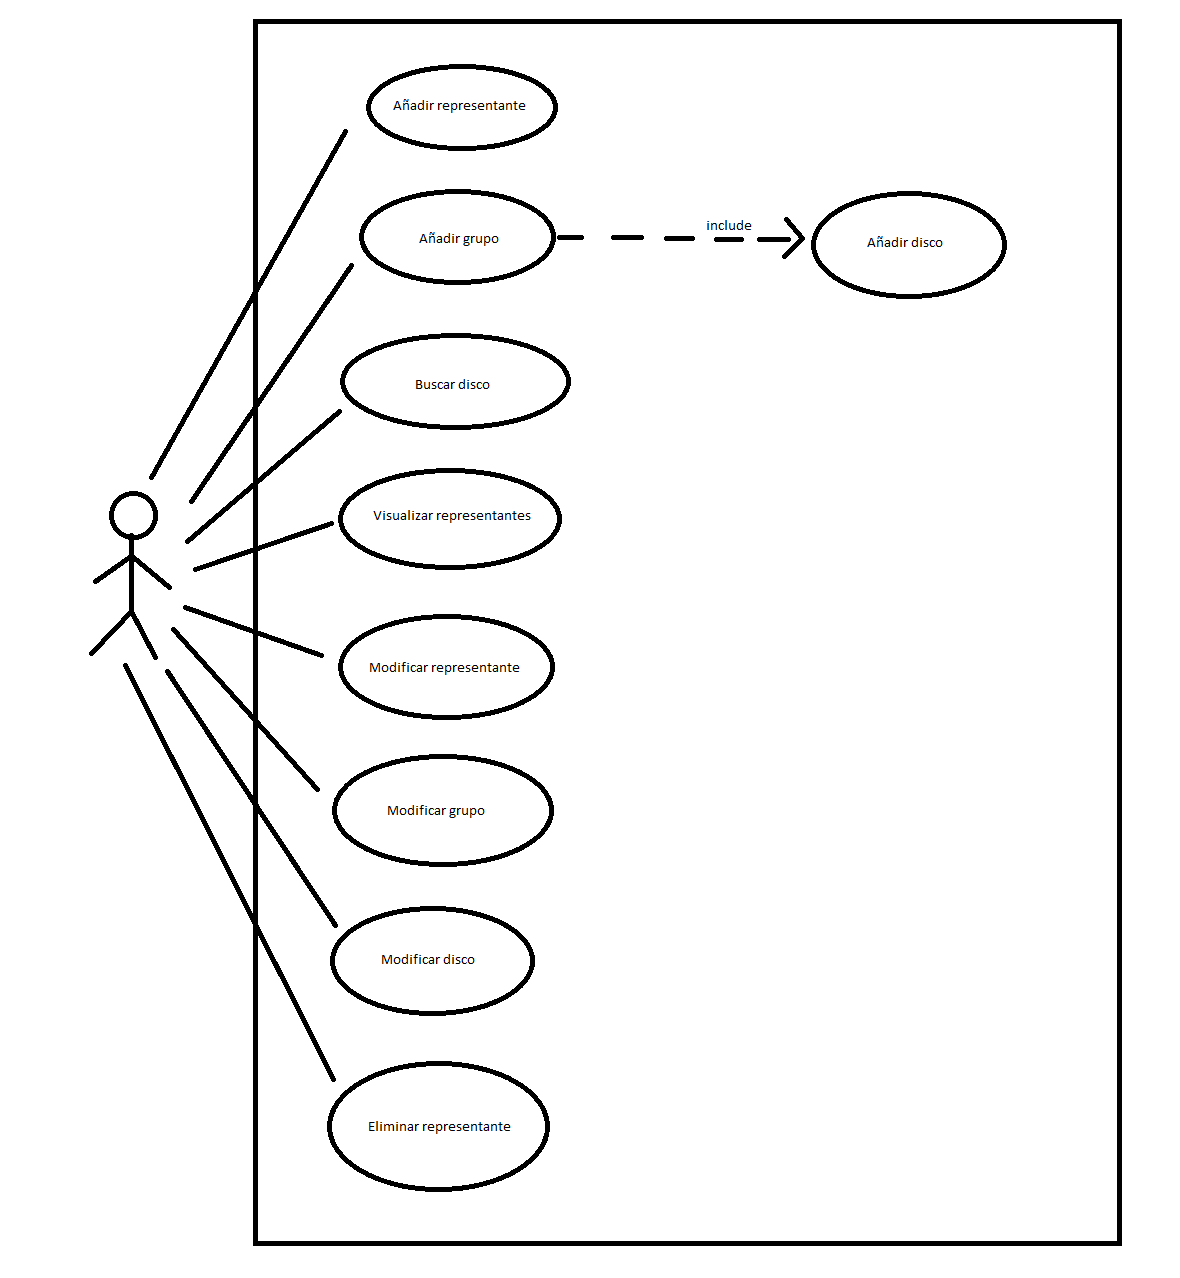 Añadir representante
Añadir grupo
include
Añadir disco
Buscar disco
Visualizar representantes
Modificar representante
Modificar grupo
Modificar disco
Eliminar representante